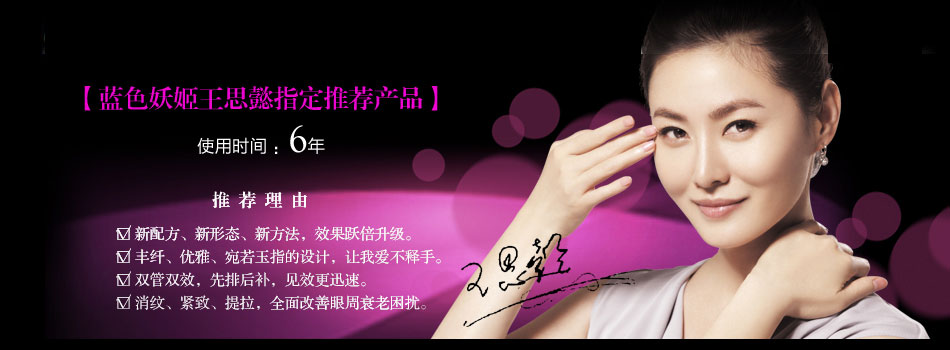 【蓝色妖姬王思懿指定推荐产品】
使用时间：6年
推荐理由
☑新配方、新形态、新方法，效果跃倍升级。
☑丰纤、优雅、宛若玉指的设计，让我爱不释手。
☑双管双效，先排后补，见效更迅速。
☑消纹、紧致、提拉，全面改善眼周衰老困扰。
王思懿